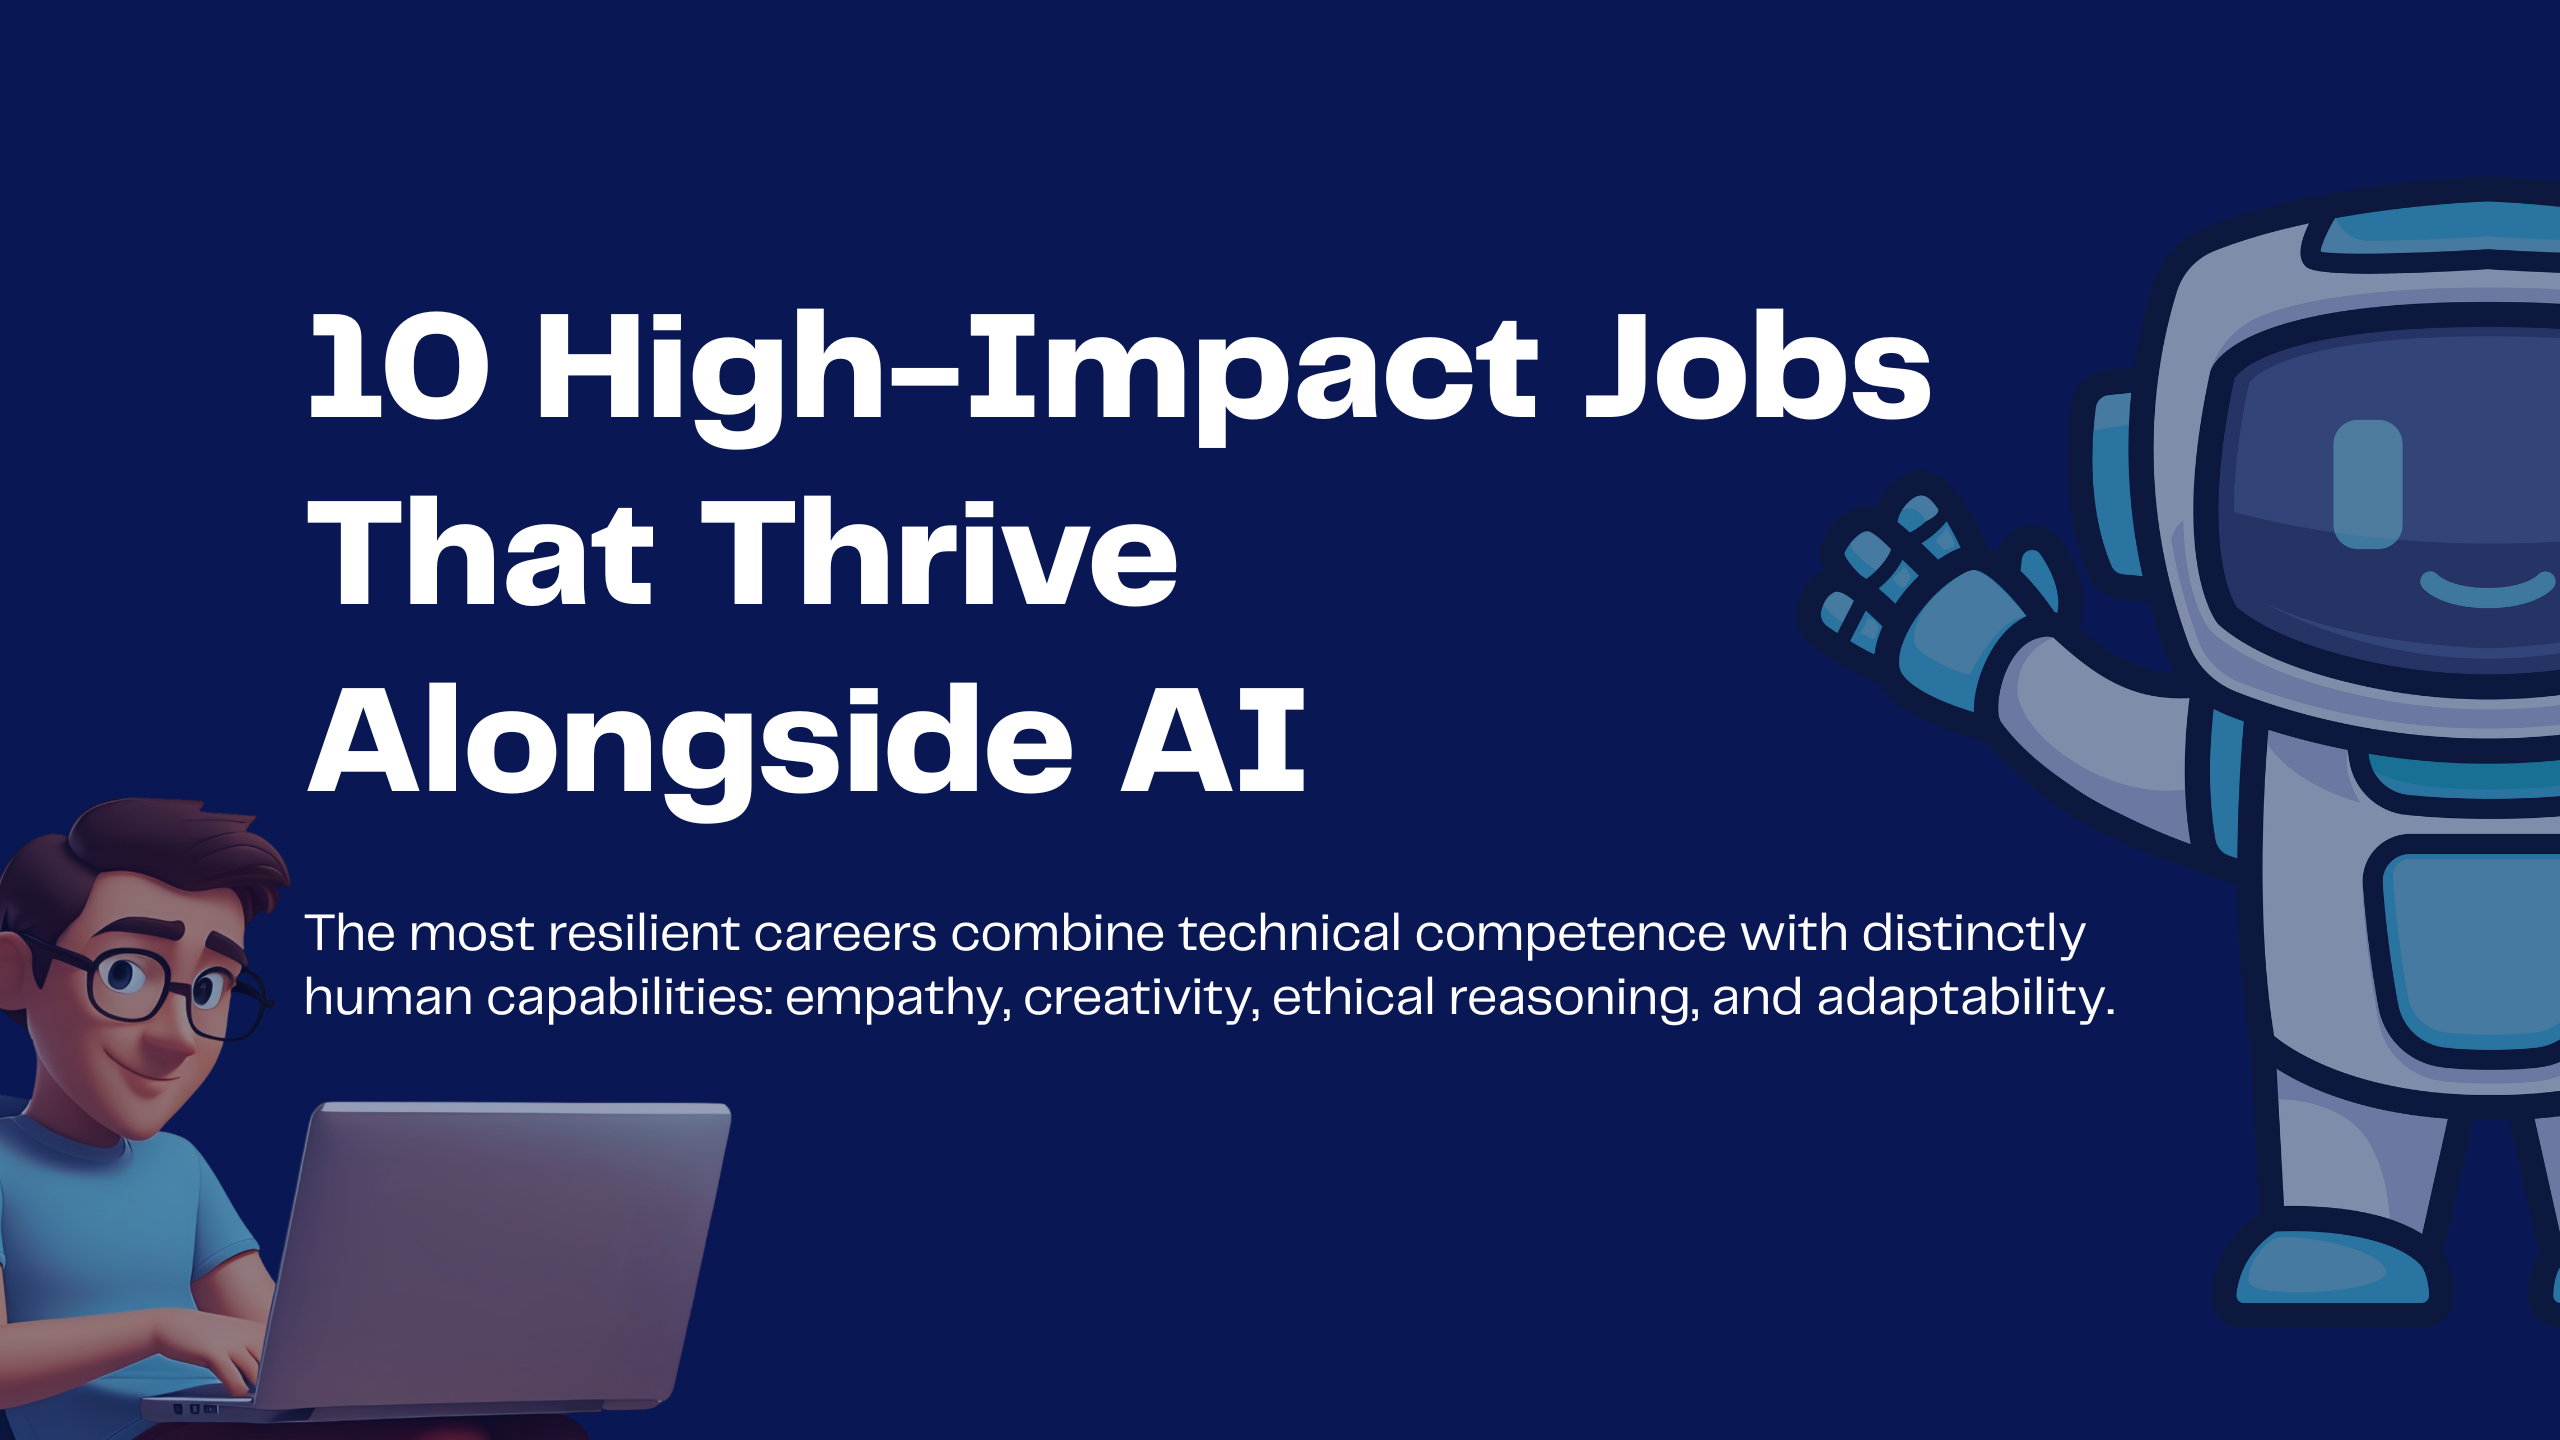 10 High-Impact Jobs
That Thrive
Alongside AI
The most resilient careers combine technical competence with distinctly
human capabilities: empathy, creativity, ethical reasoning, and adaptability.